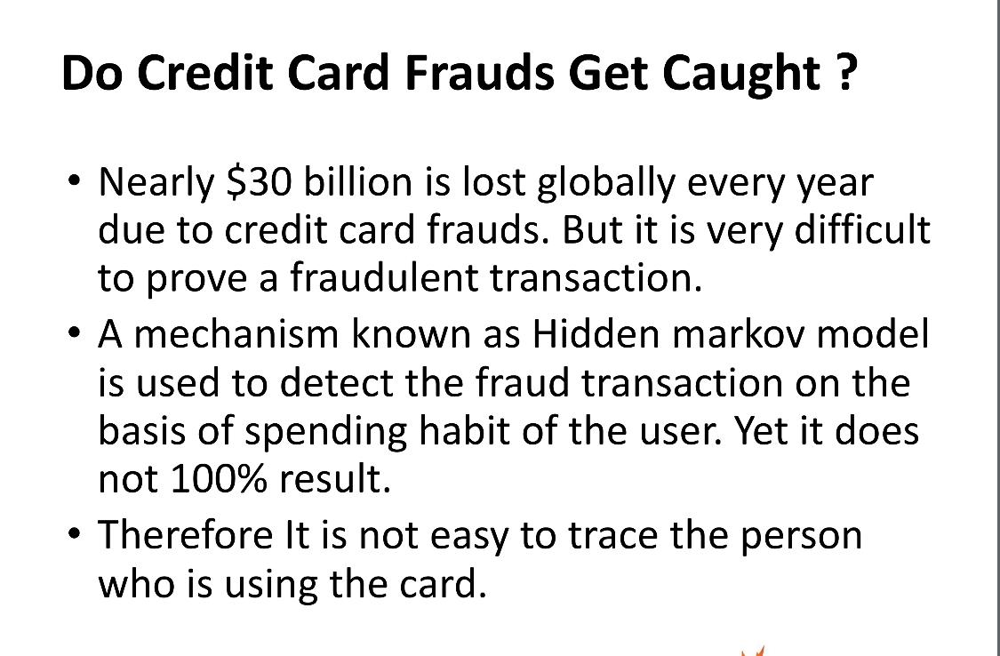 Do Credit Card Frauds Get Caught ?
• Nearly $30 billion is lost globally every year
due to credit card frauds. But it is very difficult
to prove a fraudulent transaction.
• A mechanism known as Hidden markov model
is used to detect the fraud transaction on the
basis of spending habit of the user. Yet it does
not 100% result.
• Therefore It is not easy to trace the person
who is using the card.